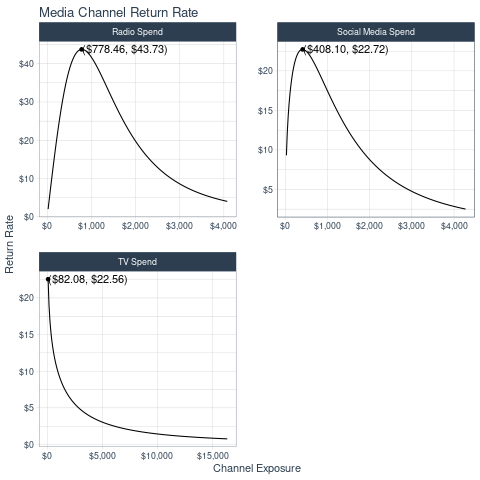 Media Channel Return Rate
Radio Spend
($778.46, $43.73)
$40
$30
$20
$10
$0
$0 $1,000 $2,000 $3,000 $4,000
Social Media Spend
($408.10, $22.72)
$20
$15
$10
$5
$0 $1,000 $2,000 $3,000 $4,000
TV Spend
($82.08, $22.56)
$20
$15
$10
$5
$0
$0 $5,000 $10,000 $15,000
Return Rate
Channel Exposure